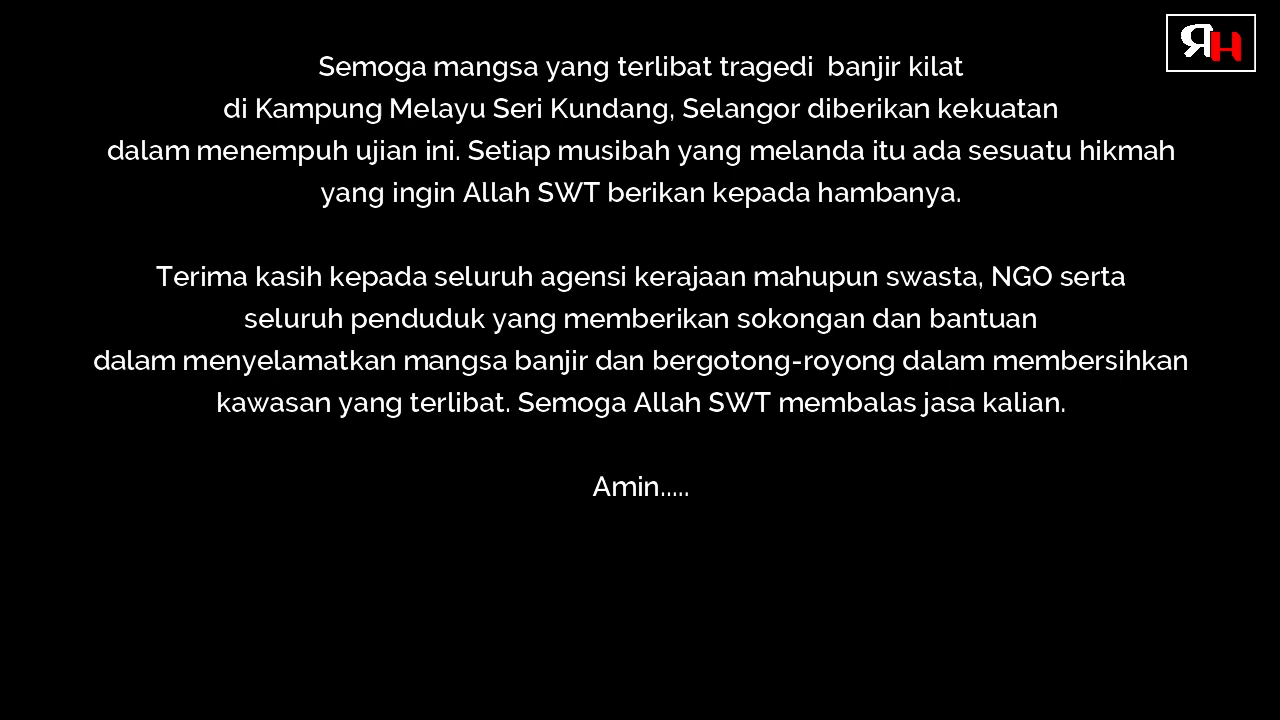 RH
Semoga mangsa yang terlibat tragedi  banjir kilat
di Kampung Melayu Seri Kundang, Selangor diberikan kekuatan
dalam menempuh ujian ini. Setiap musibah yang melanda itu ada sesuatu hikmah
yang ingin Allah SWT berikan kepada hambanya.
Terima kasih kepada seluruh agensi kerajaan mahupun swasta, NGO serta
seluruh penduduk yang memberikan sokongan dan bantuan
dalam menyelamatkan mangsa banjir dan bergotong-royong dalam membersihkan
kawasan yang terlibat. Semoga Allah SWT membalas jasa kalian.
Amin.....